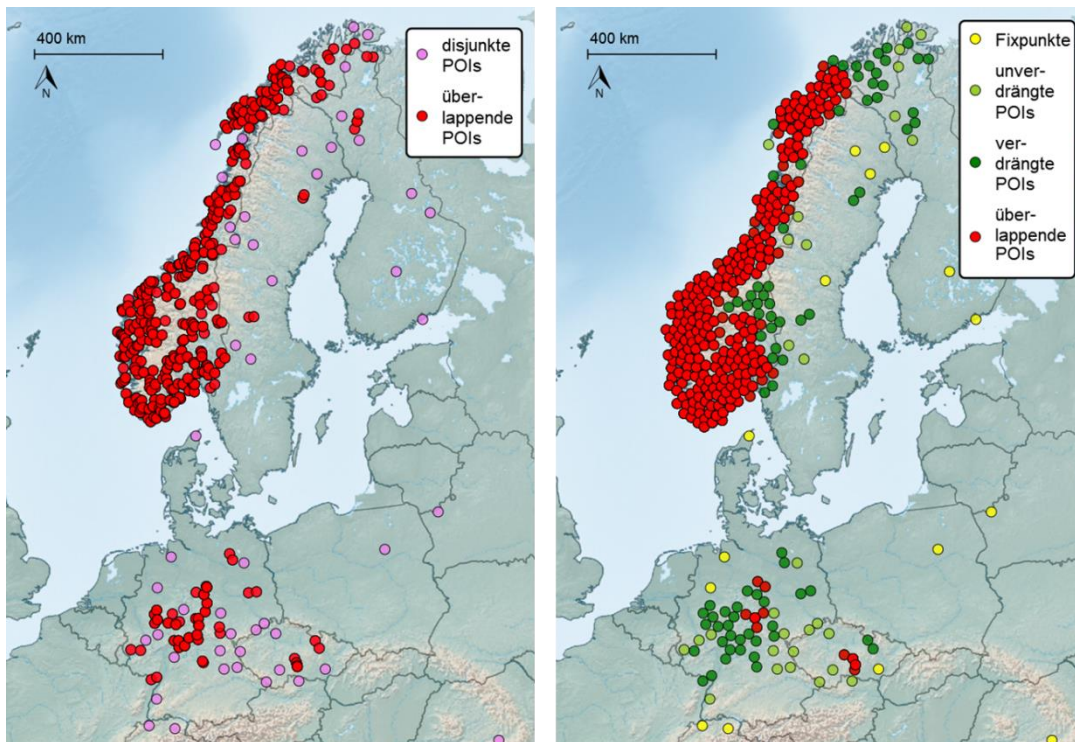 400 km
N
disjunkte
POIs
über-
lappende
POIs
400 km
N
Fixpunkte
unver-
drängte
POIs
ver-
drängte
POIs
über-
lappende
POIs